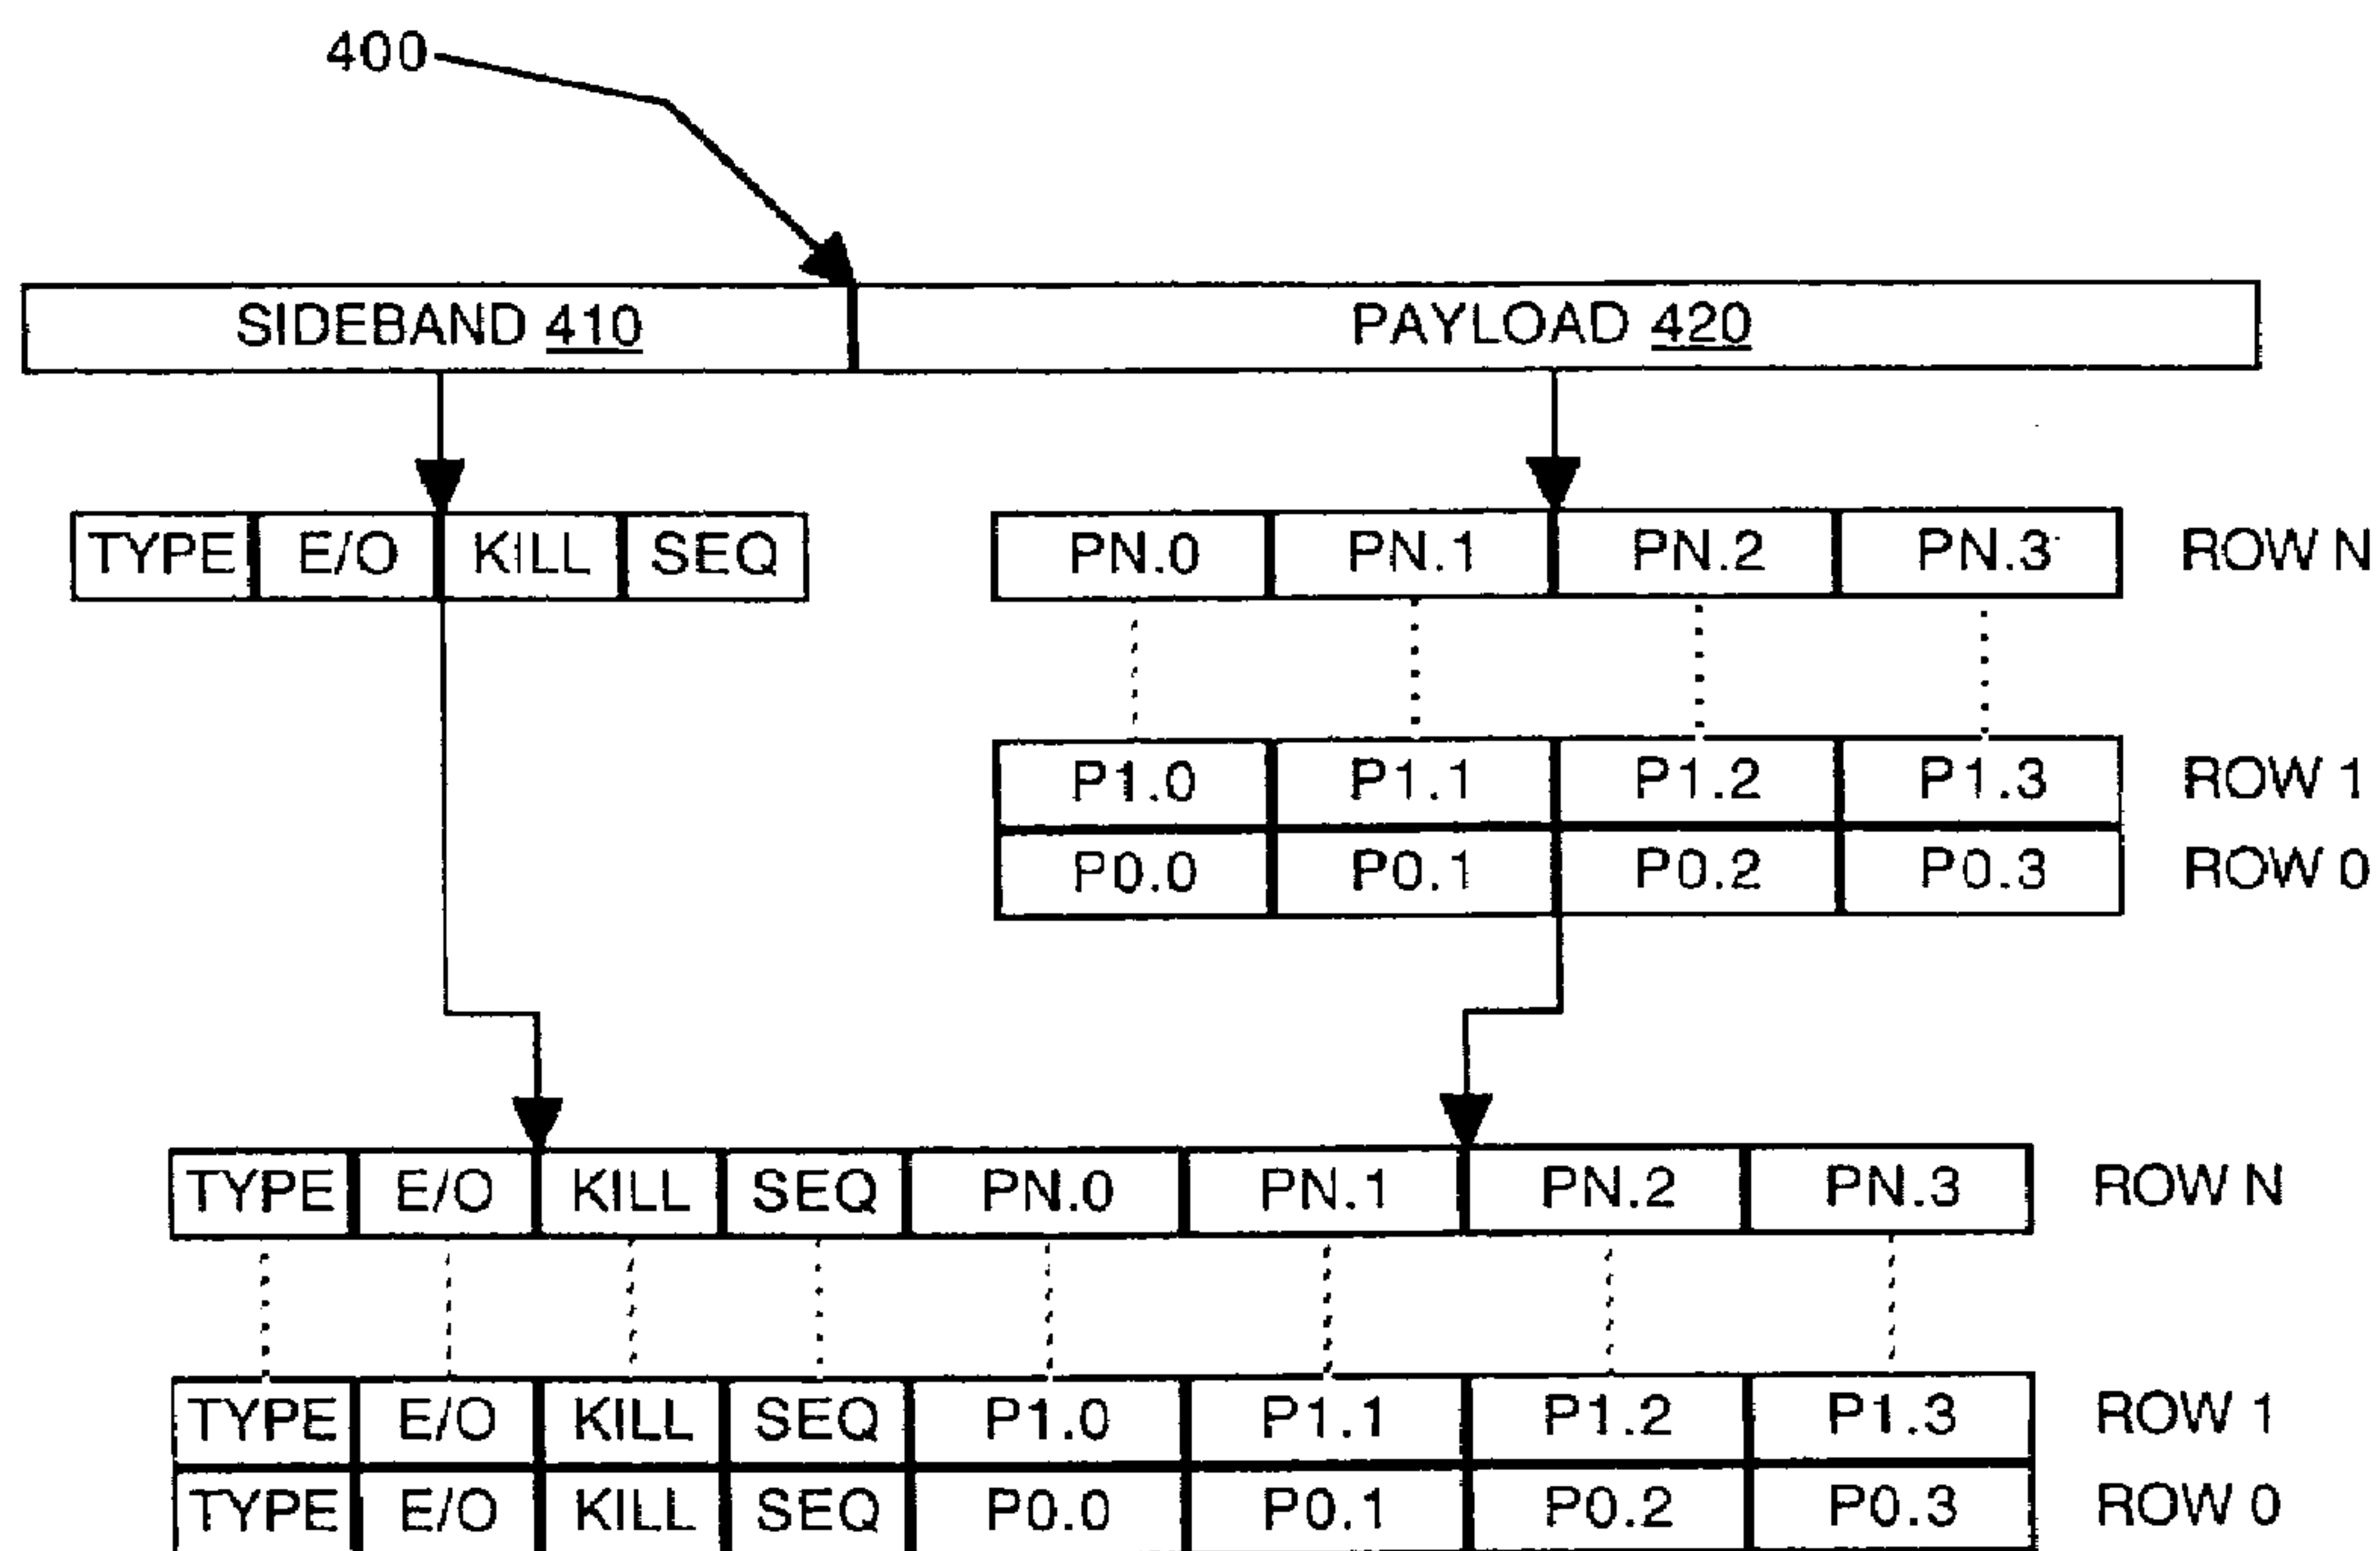 400
SIDEBAND 410 PAYLOAD 420
TYPE E/O KILL SEQ PN.0 PN.1 PN.2 PN.3 ROW N
P1.0 P1.1 P1.2 P1.3 ROW 1
P0.0 P0.1 P0.2 P0.3 ROW 0
TYPE E/O KILL SEQ PN.0 PN.1 PN.2 PN.3 ROW N
TYPE E/O KILL SEQ P1.0 P1.1 P1.2 P1.3 ROW 1
TYPE E/O KILL SEQ P0.0 P0.1 P0.2 P0.3 ROW 0